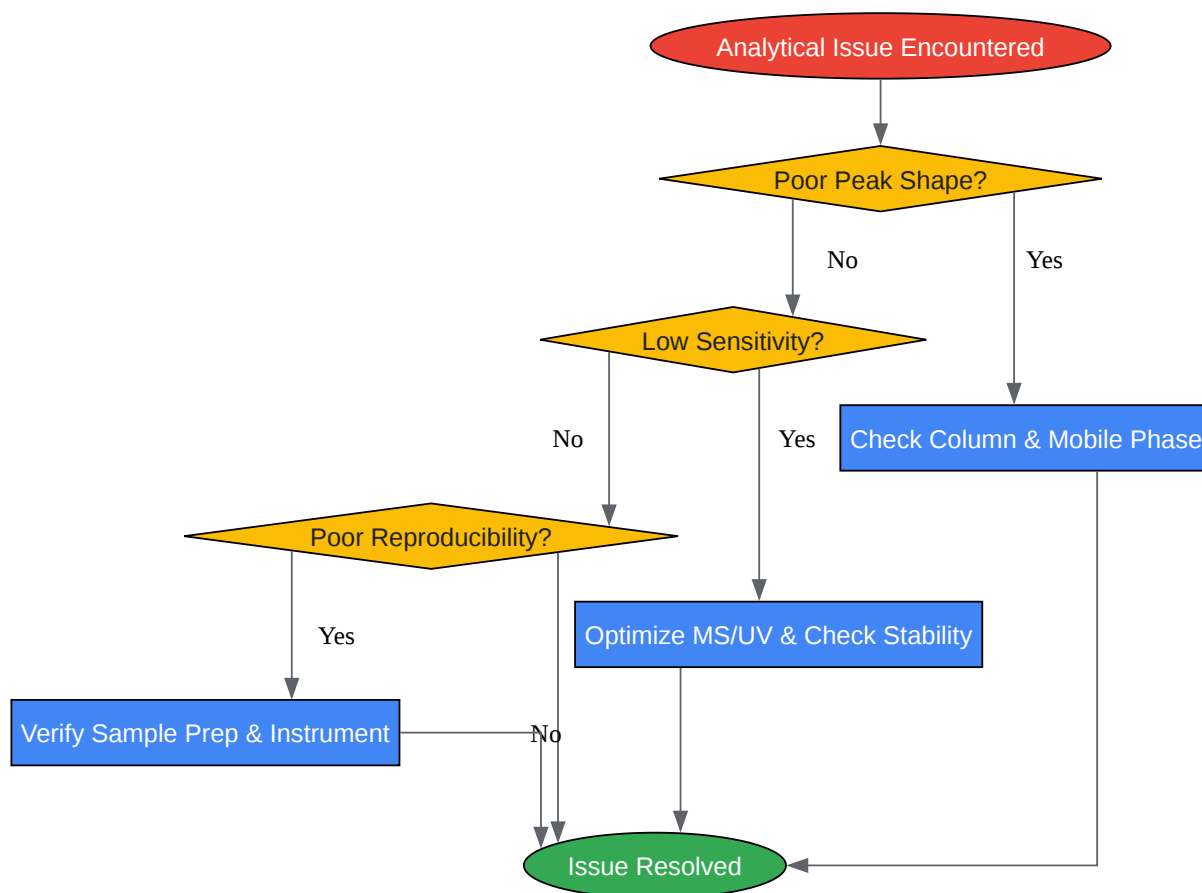 Analytical Issue Encountered
Poor Peak Shape?
No
Yes
Low Sensitivity?
No
Yes
Check Column & Mobile Phase
Poor Reproducibility?
Yes
Optimize MS/UV & Check Stability
Verify Sample Prep & Instrument
No
Issue Resolved